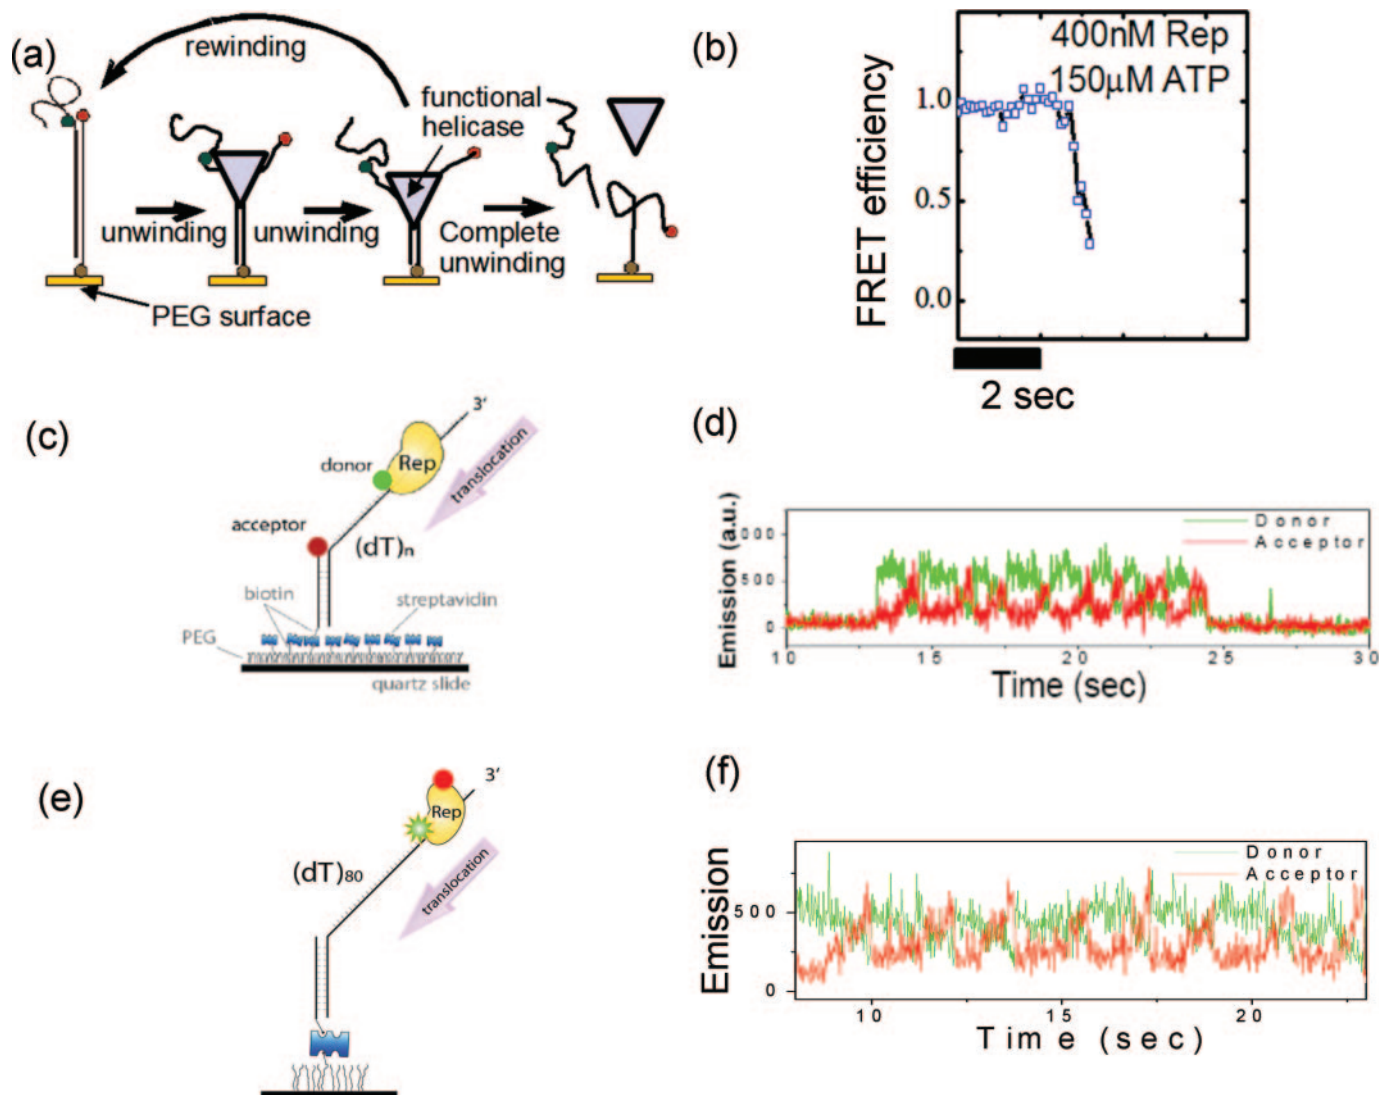 (a)
rewinding
functional
helicase
unwinding
unwinding
Complete
unwinding
PEG surface
(b)
400nM Rep
150μM ATP
FRET efficiency
1.0
0.5
0.0
2 sec
(c)
3'
donor
Rep
translocation
acceptor
(dT)n
biotin
streptavidin
PEG
quartz slide
(d)
Emission (a.u.)
000
500
0
Donor
Acceptor
10
15
20
25
30
Time (sec)
(e)
3'
Rep
(dT)80
translocation
(f)
Emission
500
0
Donor
Acceptor
10
15
20
Time (sec)